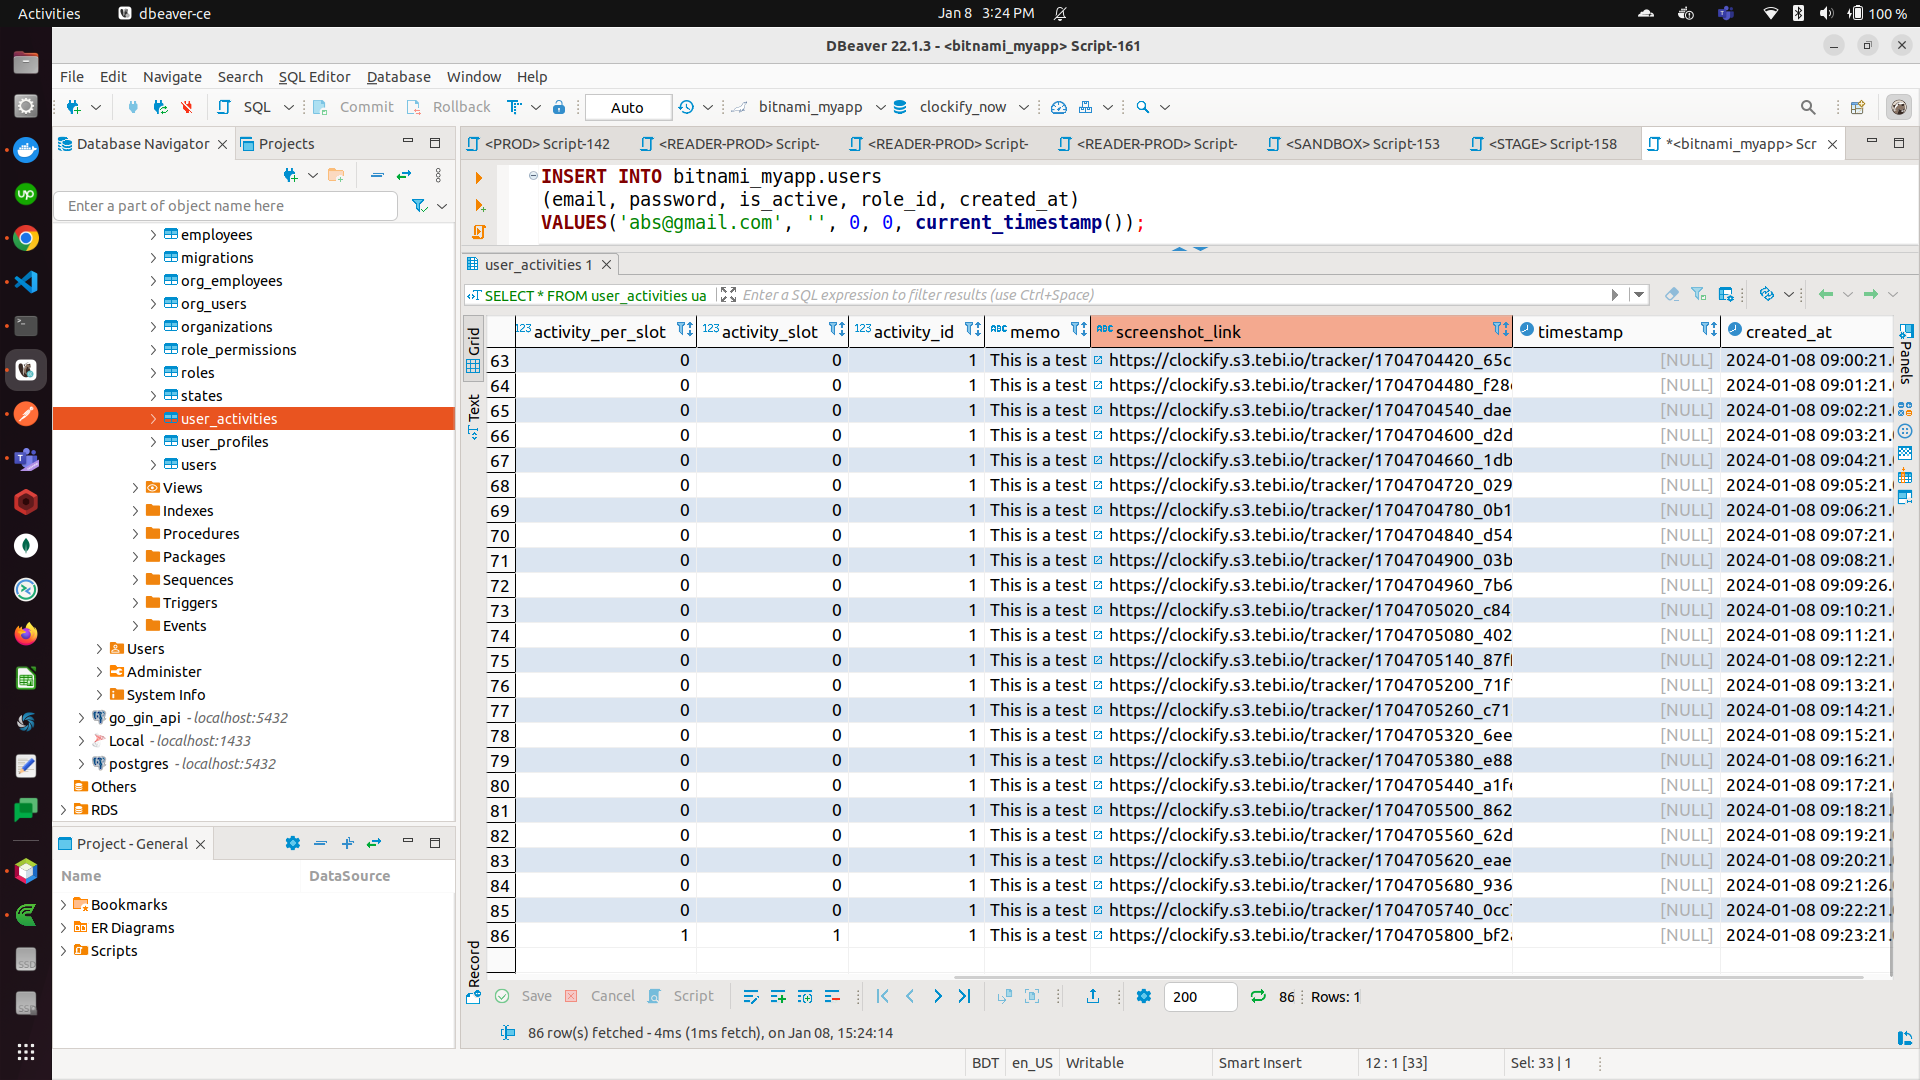 Activities dbeaver-ce Jan 8 3:24 PM 100 %
DBeaver 22.1.3 - <bitnami_myapp> Script-161
File Edit Navigate Search SQL Editor Database Window Help
SQL Commit Rollback Auto bitnami_myapp clockify_now
Database Navigator Projects
<PROD> Script-142 <READER-PROD> Script- <READER-PROD> Script- <READER-PROD> Script- <SANDBOX> Script-153 <STAGE> Script-158 *<bitnami_myapp> Scr
Enter a part of object name here
employees
migrations
org_employees
org_users
organizations
role_permissions
roles
states
user_activities
user_profiles
users
Views
Indexes
Procedures
Packages
Sequences
Triggers
Events
Users
Administer
System Info
go_gin_api - localhost:5432
Local - localhost:1433
postgres - localhost:5432
Others
RDS
Project - General
Name DataSource
Bookmarks
ER Diagrams
Scripts
INSERT INTO bitnami_myapp.users
(email, password, is_active, role_id, created_at)
VALUES('abs@gmail.com', '', 0, 0, current_timestamp());
user_activities 1
SELECT * FROM user_activities ua Enter a SQL expression to filter results (use Ctrl+Space)
Grid
Text
Record
Panels
123 activity_per_slot 123 activity_slot 123 activity_id ABC memo ABC screenshot_link timestamp created_at
63 0 0 1 This is a test https://clockify.s3.tebi.io/tracker/1704704420_65c [NULL] 2024-01-08 09:00:21.
64 0 0 1 This is a test https://clockify.s3.tebi.io/tracker/1704704480_f28 [NULL] 2024-01-08 09:01:21.
65 0 0 1 This is a test https://clockify.s3.tebi.io/tracker/1704704540_dae [NULL] 2024-01-08 09:02:21.
66 0 0 1 This is a test https://clockify.s3.tebi.io/tracker/1704704600_d2d [NULL] 2024-01-08 09:03:21.
67 0 0 1 This is a test https://clockify.s3.tebi.io/tracker/1704704660_1db [NULL] 2024-01-08 09:04:21.
68 0 0 1 This is a test https://clockify.s3.tebi.io/tracker/1704704720_029 [NULL] 2024-01-08 09:05:21.
69 0 0 1 This is a test https://clockify.s3.tebi.io/tracker/1704704780_0b1 [NULL] 2024-01-08 09:06:21.
70 0 0 1 This is a test https://clockify.s3.tebi.io/tracker/1704704840_d54 [NULL] 2024-01-08 09:07:21.
71 0 0 1 This is a test https://clockify.s3.tebi.io/tracker/1704704900_03b [NULL] 2024-01-08 09:08:21.
72 0 0 1 This is a test https://clockify.s3.tebi.io/tracker/1704704960_7b6 [NULL] 2024-01-08 09:09:26.
73 0 0 1 This is a test https://clockify.s3.tebi.io/tracker/1704705020_c84 [NULL] 2024-01-08 09:10:21.
74 0 0 1 This is a test https://clockify.s3.tebi.io/tracker/1704705080_402 [NULL] 2024-01-08 09:11:21.
75 0 0 1 This is a test https://clockify.s3.tebi.io/tracker/1704705140_87f [NULL] 2024-01-08 09:12:21.
76 0 0 1 This is a test https://clockify.s3.tebi.io/tracker/1704705200_71f [NULL] 2024-01-08 09:13:21.
77 0 0 1 This is a test https://clockify.s3.tebi.io/tracker/1704705260_c71 [NULL] 2024-01-08 09:14:21.
78 0 0 1 This is a test https://clockify.s3.tebi.io/tracker/1704705320_6ee [NULL] 2024-01-08 09:15:21.
79 0 0 1 This is a test https://clockify.s3.tebi.io/tracker/1704705380_e88 [NULL] 2024-01-08 09:16:21.
80 0 0 1 This is a test https://clockify.s3.tebi.io/tracker/1704705440_a1f [NULL] 2024-01-08 09:17:21.
81 0 0 1 This is a test https://clockify.s3.tebi.io/tracker/1704705500_862 [NULL] 2024-01-08 09:18:21.
82 0 0 1 This is a test https://clockify.s3.tebi.io/tracker/1704705560_62d [NULL] 2024-01-08 09:19:21.
83 0 0 1 This is a test https://clockify.s3.tebi.io/tracker/1704705620_eae [NULL] 2024-01-08 09:20:21.
84 0 0 1 This is a test https://clockify.s3.tebi.io/tracker/1704705680_936 [NULL] 2024-01-08 09:21:26.
85 0 0 1 This is a test https://clockify.s3.tebi.io/tracker/1704705740_0cc [NULL] 2024-01-08 09:22:21.
86 1 1 1 This is a test https://clockify.s3.tebi.io/tracker/1704705800_bf2 [NULL] 2024-01-08 09:23:21.
Save Cancel Script 200 86 Rows: 1
86 row(s) fetched - 4ms (1ms fetch), on Jan 08, 15:24:14
BDT en_US Writable Smart Insert 12 : 1 [33] Sel: 33 | 1